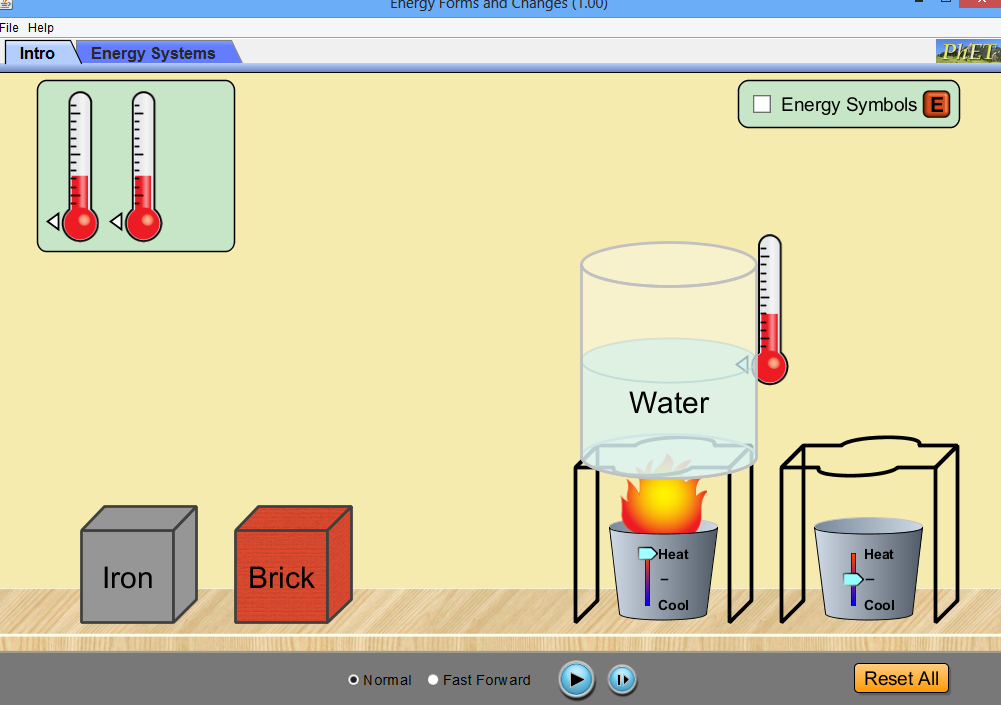 Energy Forms and Changes (1.00)
File Help
Intro Energy Systems
PhET
Energy Symbols E
Water
Iron
Brick
Heat
Cool
Heat
Cool
Normal Fast Forward
Reset All